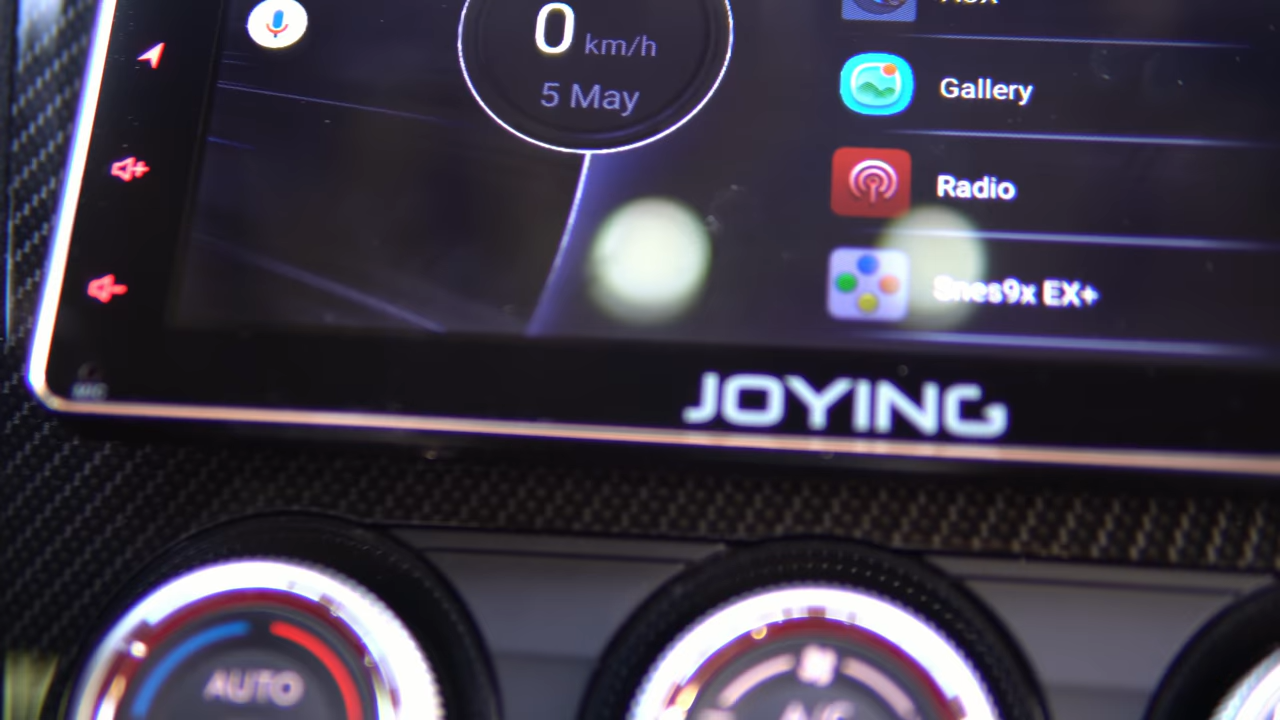 0 km/h
5 May
Gallery
Radio
Snes9x EX+
JOYING
AUTO
A/C